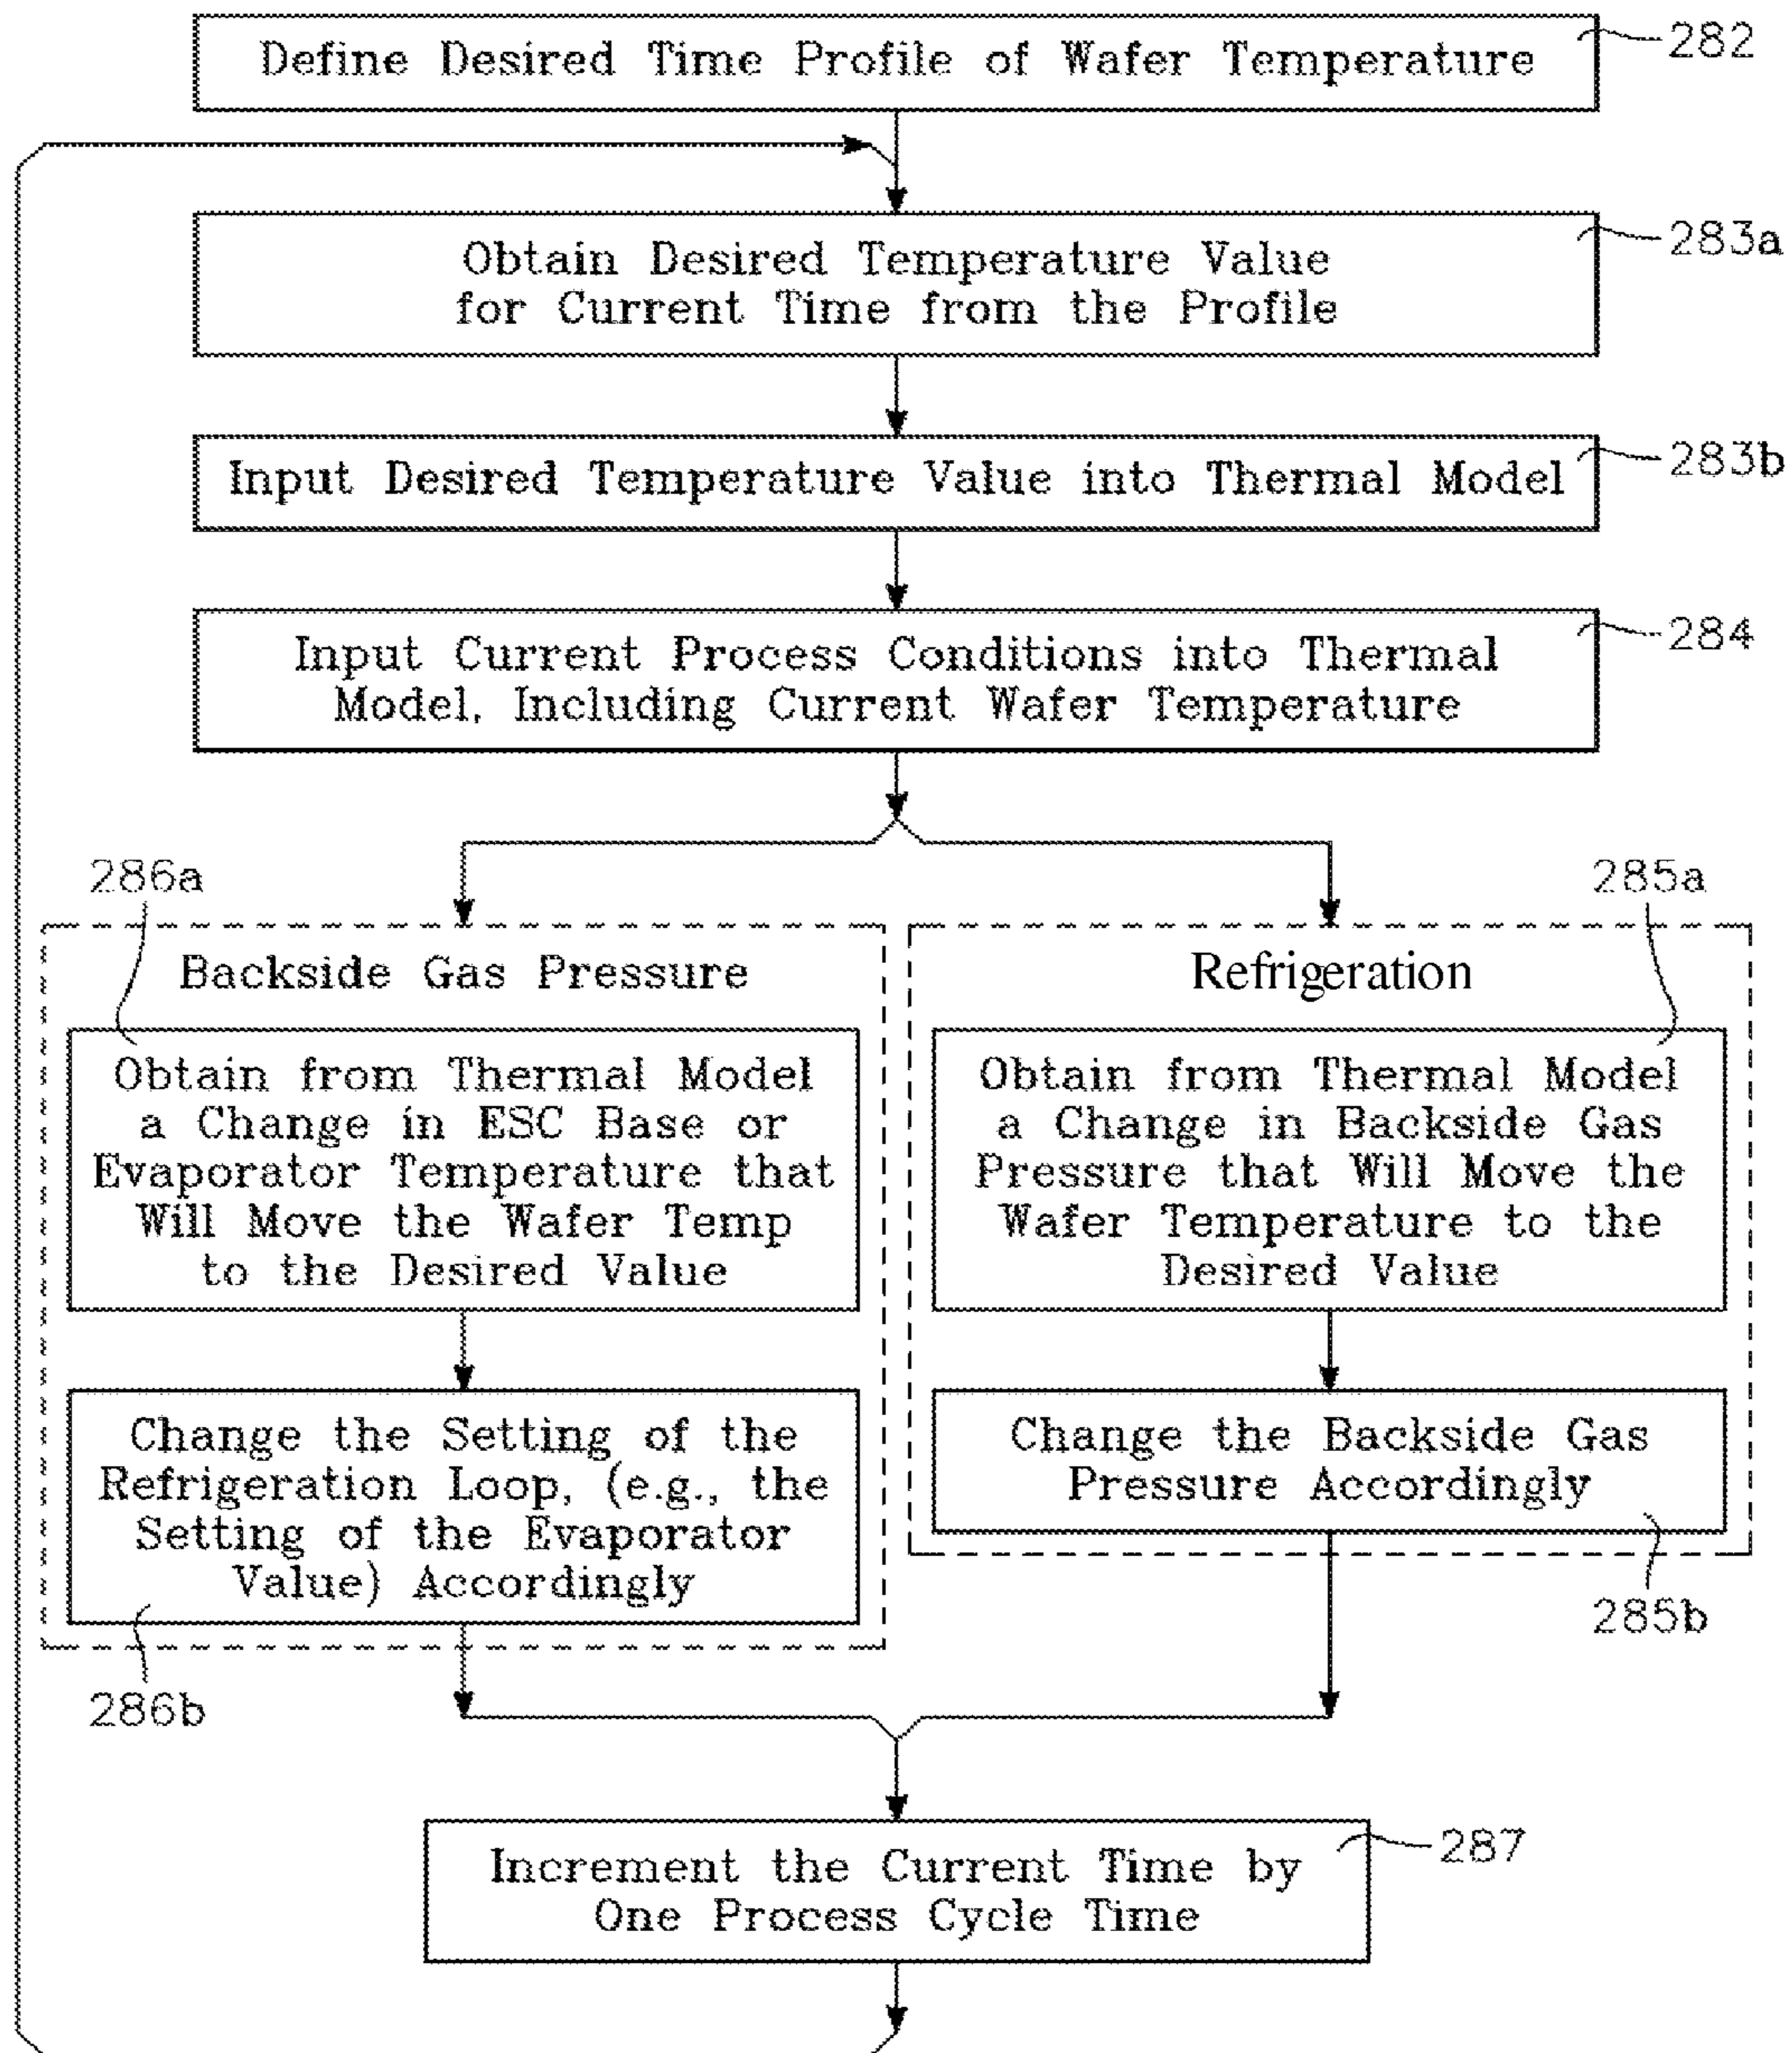 Define Desired Time Profile of Wafer Temperature
282
Obtain Desired Temperature Value
for Current Time from the Profile
283a
Input Desired Temperature Value into Thermal Model
283b
Input Current Process Conditions into Thermal
Model, Including Current Wafer Temperature
284
286a
Backside Gas Pressure
Obtain from Thermal Model
a Change in ESC Base or
Evaporator Temperature that
Will Move the Wafer Temp
to the Desired Value
Change the Setting of the
Refrigeration Loop, (e.g., the
Setting of the Evaporator
Value) Accordingly
286b
285a
Refrigeration
Obtain from Thermal Model
a Change in Backside Gas
Pressure that Will Move the
Wafer Temperature to the
Desired Value
Change the Backside Gas
Pressure Accordingly
285b
Increment the Current Time by
One Process Cycle Time
287